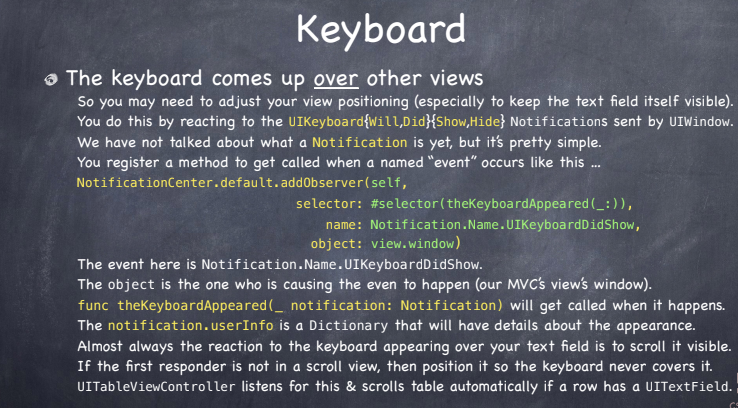 Keyboard
The keyboard comes up over other views
So you may need to adjust your view positioning (especially to keep the text field itself visible).
You do this by reacting to the UIKeyboard{Will,Did}{Show,Hide} Notifications sent by UIWindow.
We have not talked about what a Notification is yet, but it's pretty simple.
You register a method to get called when a named "event" occurs like this …
NotificationCenter.default.addObserver(self,
selector: #selector(theKeyboardAppeared(_:)),
name: Notification.Name.UIKeyboardDidShow,
object: view.window)
The event here is Notification.Name.UIKeyboardDidShow.
The object is the one who is causing the even to happen (our MVC's view's window).
func theKeyboardAppeared(_ notification: Notification) will get called when it happens.
The notification.userInfo is a Dictionary that will have details about the appearance.
Almost always the reaction to the keyboard appearing over your text field is to scroll it visible.
If the first responder is not in a scroll view, then position it so the keyboard never covers it.
UITableViewController listens for this & scrolls table automatically if a row has a UITextField.